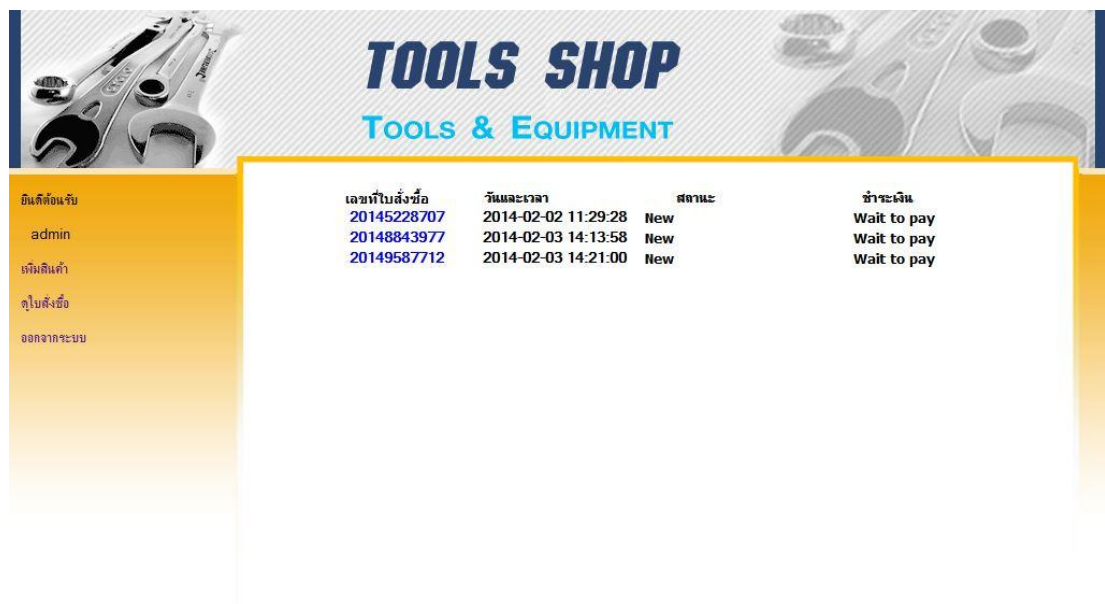 TOOLS SHOP
TOOLS & EQUIPMENT
ยินดีต้อนรับ
admin
เพิ่มสินค้า
ดูใบสั่งซื้อ
ออกจากระบบ
เลขที่ใบสั่งซื้อ วันและเวลา สถานะ ชำระเงิน
20145228707 2014-02-02 11:29:28 New Wait to pay
20148843977 2014-02-03 14:13:58 New Wait to pay
20149587712 2014-02-03 14:21:00 New Wait to pay